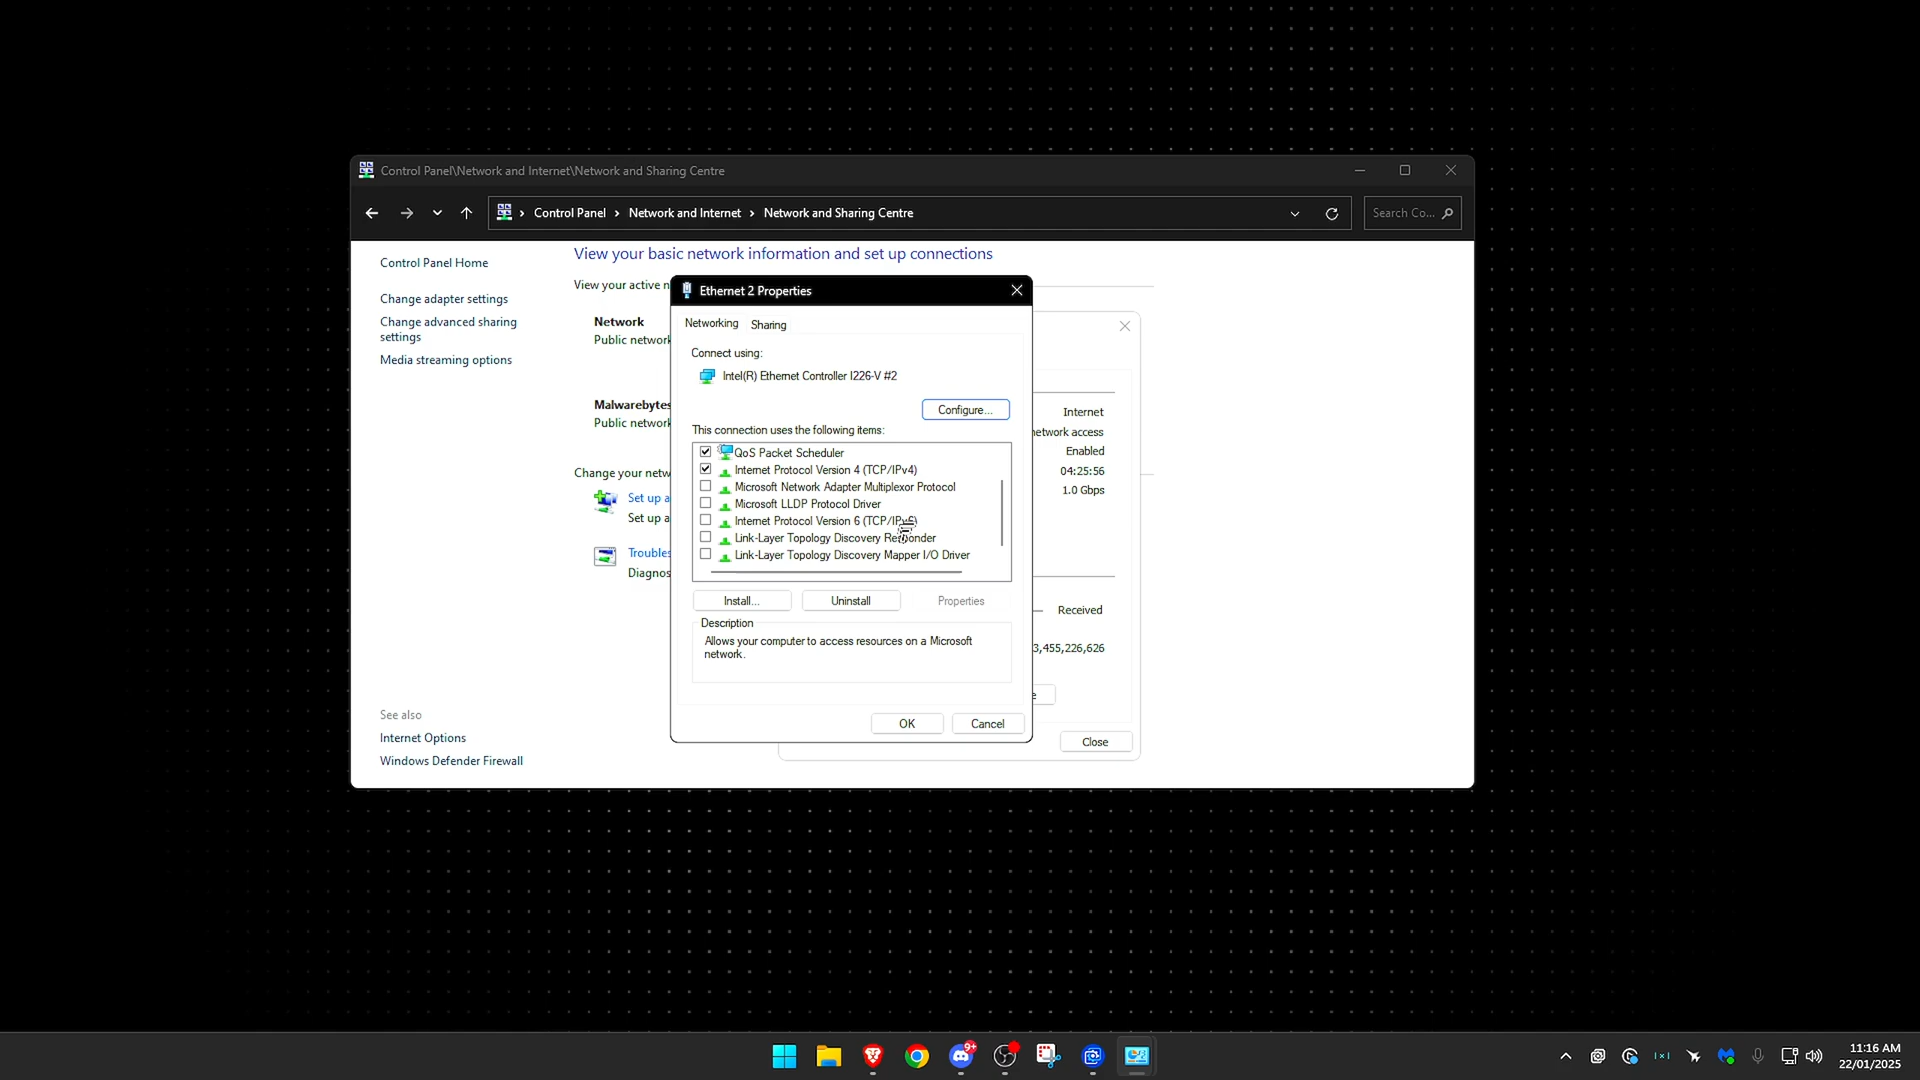 Control Panel\Network and Internet\Network and Sharing Centre
Control Panel › Network and Internet › Network and Sharing Centre
Search Co...
View your basic network information and set up connections
Control Panel Home
Change adapter settings
Change advanced sharing
settings
Media streaming options
View your active n
Network
Public network
Malwarebytes
Public network
Change your netw
Set up a
Set up a
Troubles
Diagnos
Ethernet 2 Properties
Networking
Sharing
Connect using:
Intel(R) Ethernet Controller I226-V #2
Configure...
This connection uses the following items:
QoS Packet Scheduler
Internet Protocol Version 4 (TCP/IPv4)
Microsoft Network Adapter Multiplexor Protocol
Microsoft LLDP Protocol Driver
Internet Protocol Version 6 (TCP/IPv6)
Link-Layer Topology Discovery Responder
Link-Layer Topology Discovery Mapper I/O Driver
Install...
Uninstall
Properties
Description
Allows your computer to access resources on a Microsoft
network.
OK
Cancel
Internet
network access
Enabled
04:25:56
1.0 Gbps
Received
3,455,226,626
e
Close
See also
Internet Options
Windows Defender Firewall
9+
11:16 AM
22/01/2025